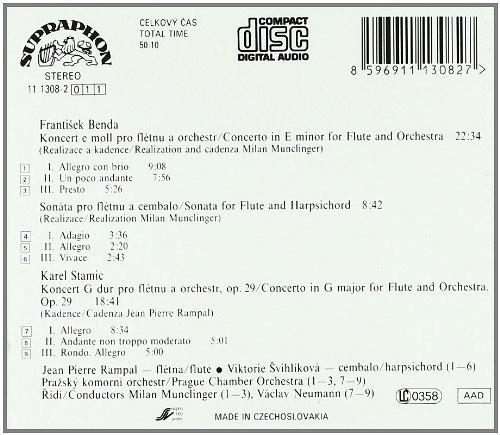 SUPRAPHON
STEREO
11 1308-2 011
CELKOVÝ ČAS
TOTAL TIME
50:10
COMPACT
disc
DIGITAL AUDIO
8 596911 130827 >
František Benda
Koncert e moll pro flétnu a orchestr/Concerto in E minor for Flute and Orchestra 22:34
(Realizace a kadence/Realization and cadenza Milan Munclinger)
1 I. Allegro con brio 9:08
2 II. Un poco andante 7:56
3 III. Presto 5:26
Sonáta pro flétnu a cembalo/Sonata for Flute and Harpsichord 8:42
(Realizace/Realization Milan Munclinger)
4 I. Adagio 3:36
5 II. Allegro 2:20
6 III. Vivace 2:43
Karel Stamic
Koncert G dur pro flétnu a orchestr, op. 29/Concerto in G major for Flute and Orchestra,
Op. 29 18:41
(Kadence/Cadenza Jean Pierre Rampal)
7 I. Allegro 8:34
8 II. Andante non troppo moderato 5:01
9 III. Rondo. Allegro 5:00
Jean Pierre Rampal – flétna/flute ● Viktorie Švihlíková – cembalo/harpsichord (1–6)
Pražský komorní orchestr/Prague Chamber Orchestra (1–3, 7–9)
Řídí/Conductors Milan Munclinger (1–3), Václav Neumann (7–9)
LC 0358
AAD
MADE IN CZECHOSLOVAKIA